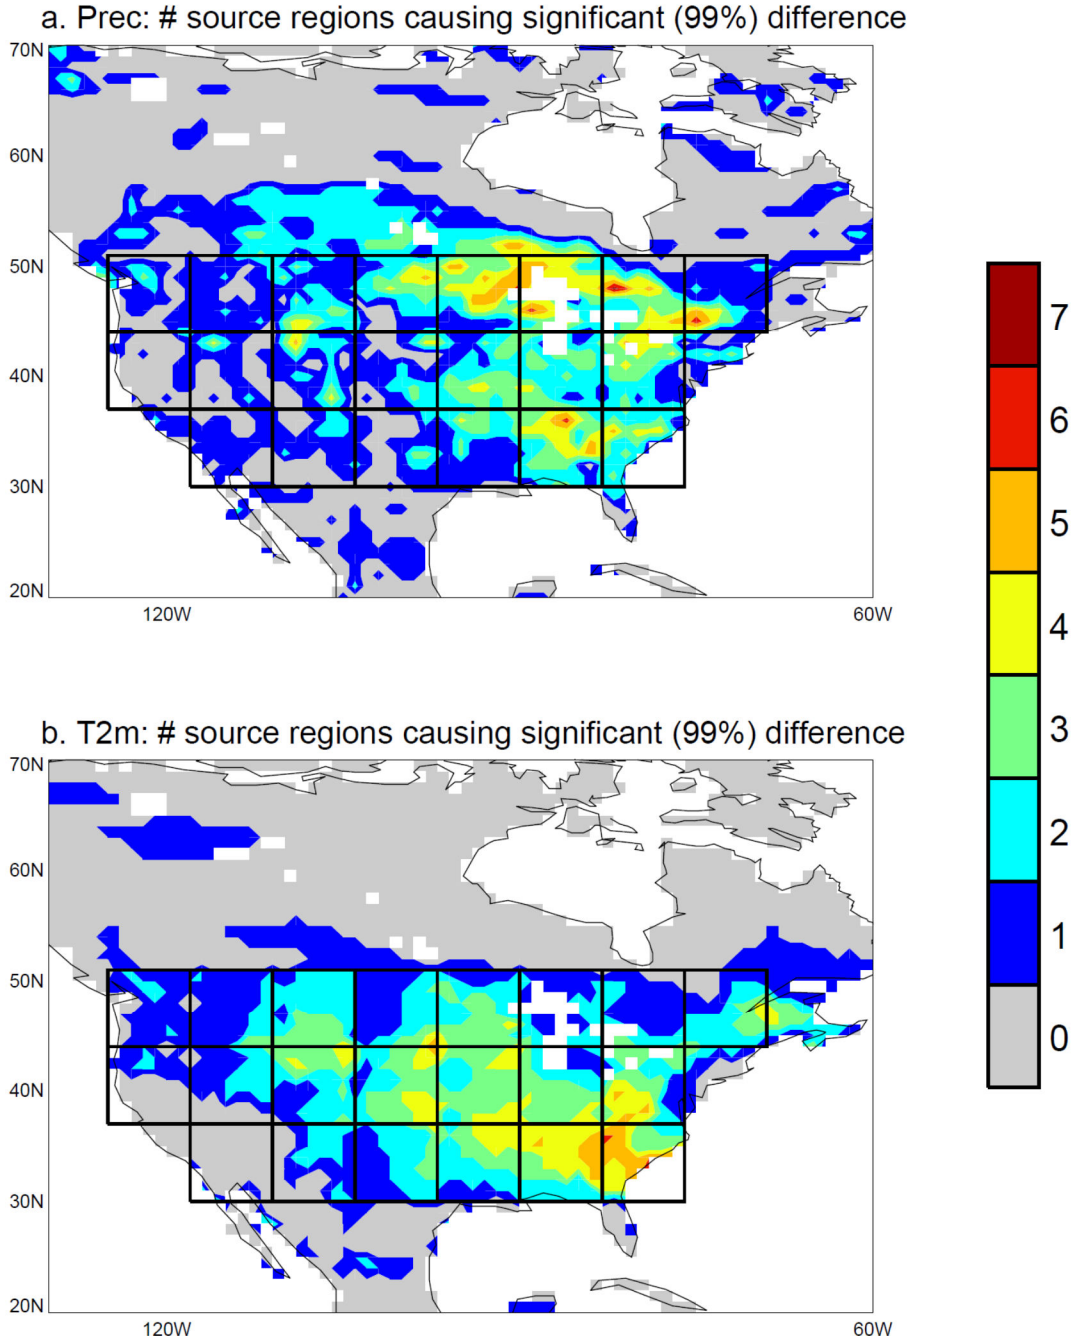 a. Prec: # source regions causing significant (99%) difference
70N
60N
50N
40N
30N
20N
120W
60W
7
6
5
4
3
2
1
0
b. T2m: # source regions causing significant (99%) difference
70N
60N
50N
40N
30N
20N
120W
60W